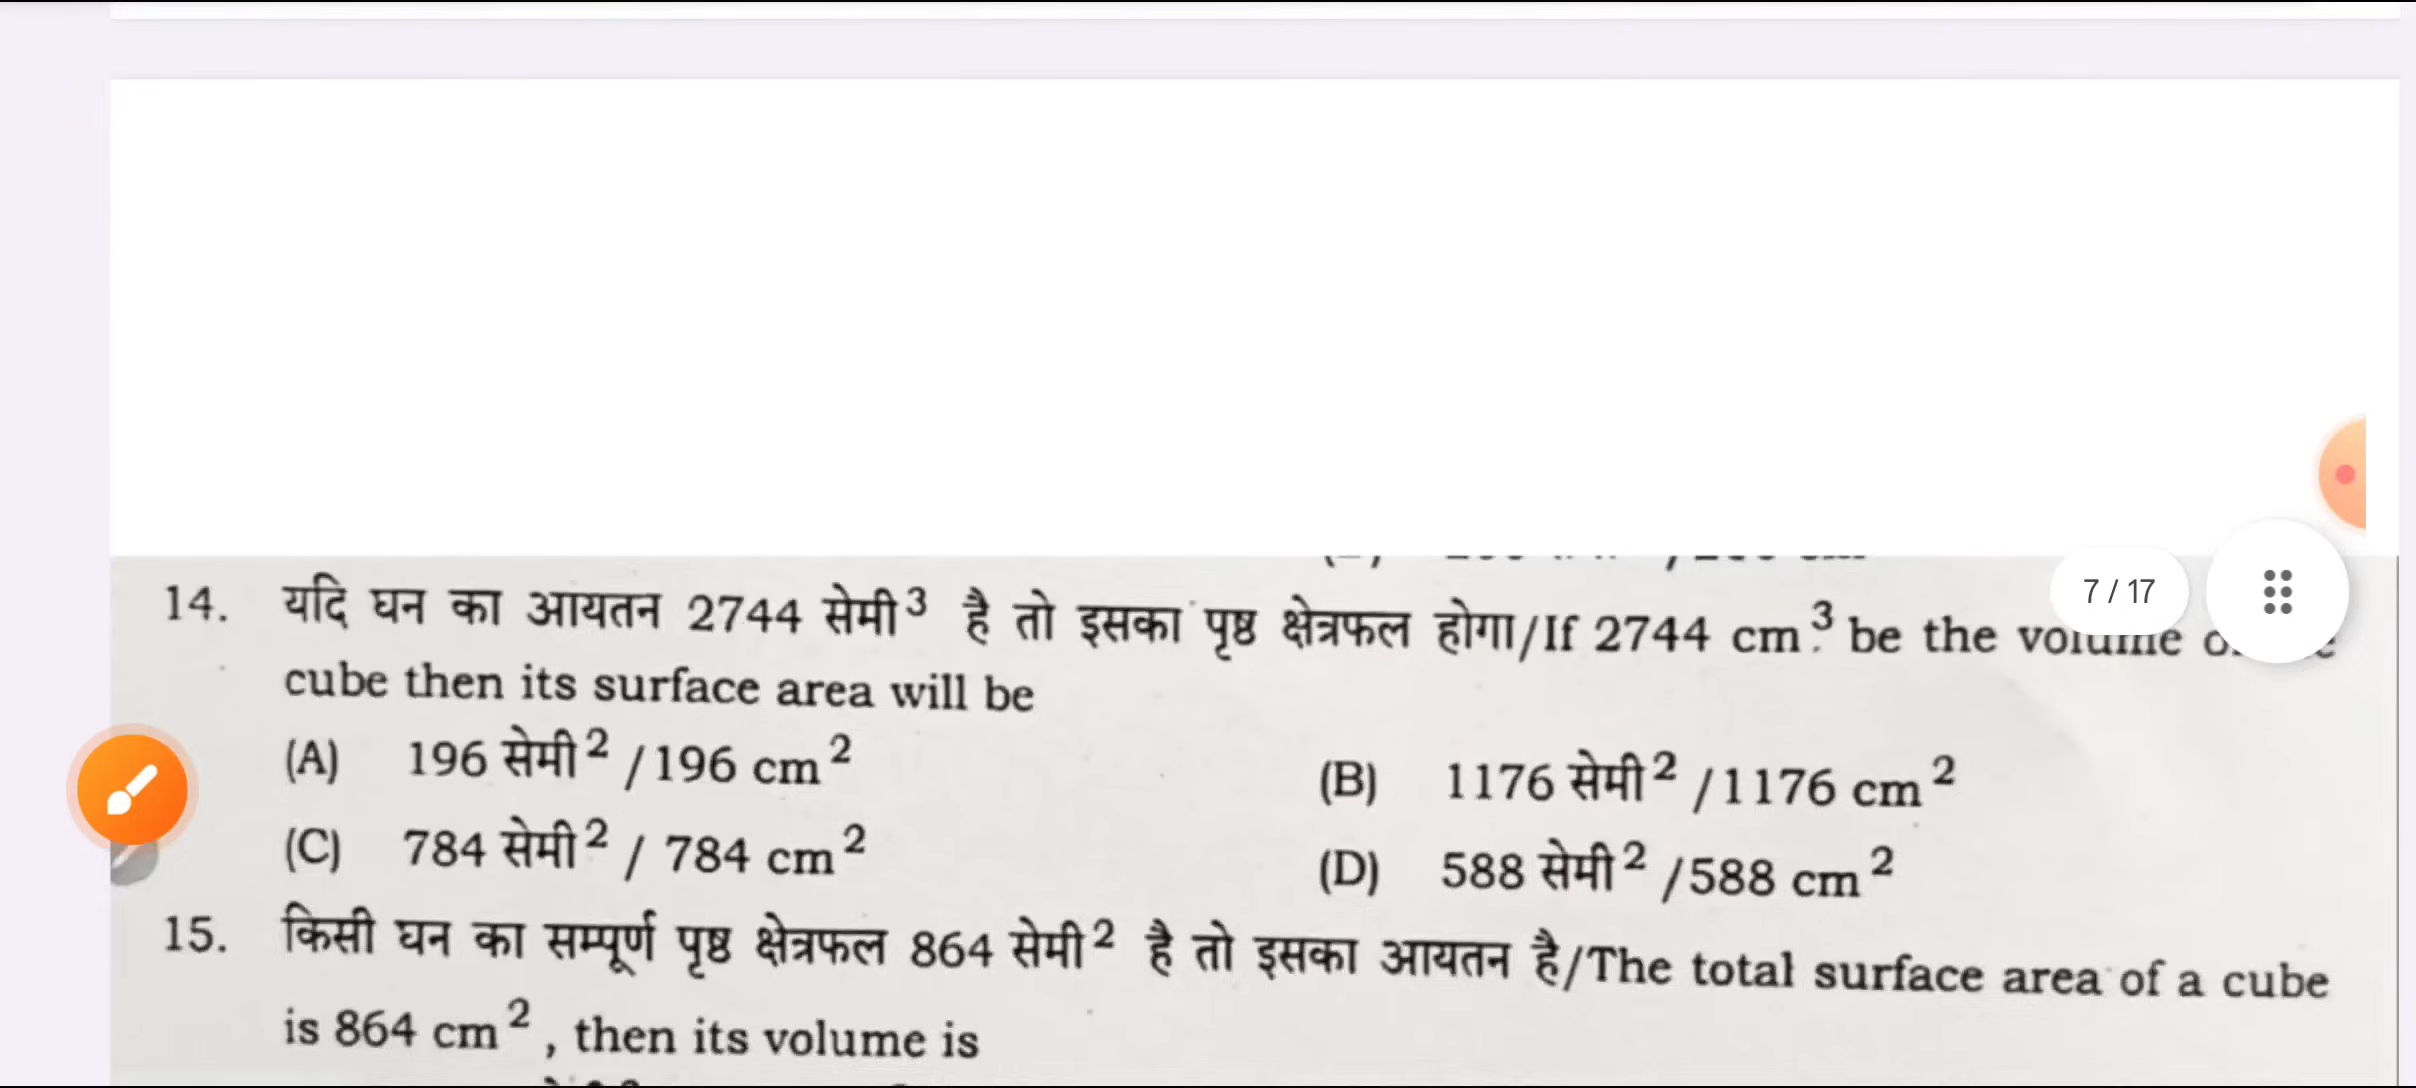 7 / 17
14. यदि घन का आयतन 2744 सेमी³ है तो इसका पृष्ठ क्षेत्रफल होगा/If 2744 cm³ be the volume
cube then its surface area will be
(A) 196 सेमी² /196 cm²
(B) 1176 सेमी² /1176 cm²
(C) 784 सेमी² / 784 cm²
(D) 588 सेमी² /588 cm²
15. किसी घन का सम्पूर्ण पृष्ठ क्षेत्रफल 864 सेमी² है तो इसका आयतन है/The total surface area of a cube
is 864 cm², then its volume is